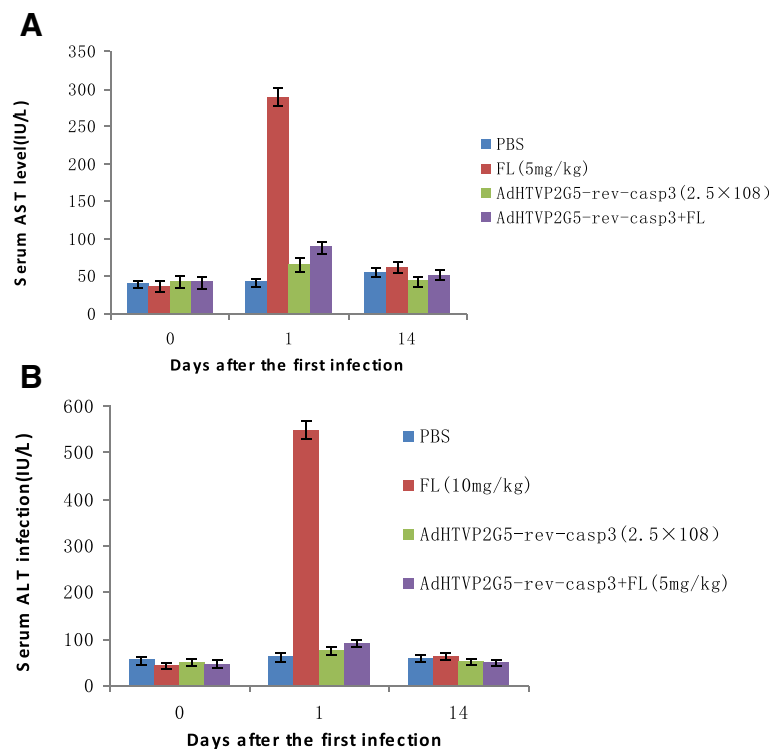 A
350
300
250
200
150
100
50
0
Serum AST level(IU/L)
0 1 14
Days after the first infection
PBS
FL(5mg/kg)
AdHTVP2G5-rev-casp3(2.5×108)
AdHTVP2G5-rev-casp3+FL
B
600
500
400
300
200
100
0
Serum ALT infection(IU/L)
0 1 14
Days after the first infection
PBS
FL(10mg/kg)
AdHTVP2G5-rev-casp3(2.5×108)
AdHTVP2G5-rev-casp3+FL(5mg/kg)